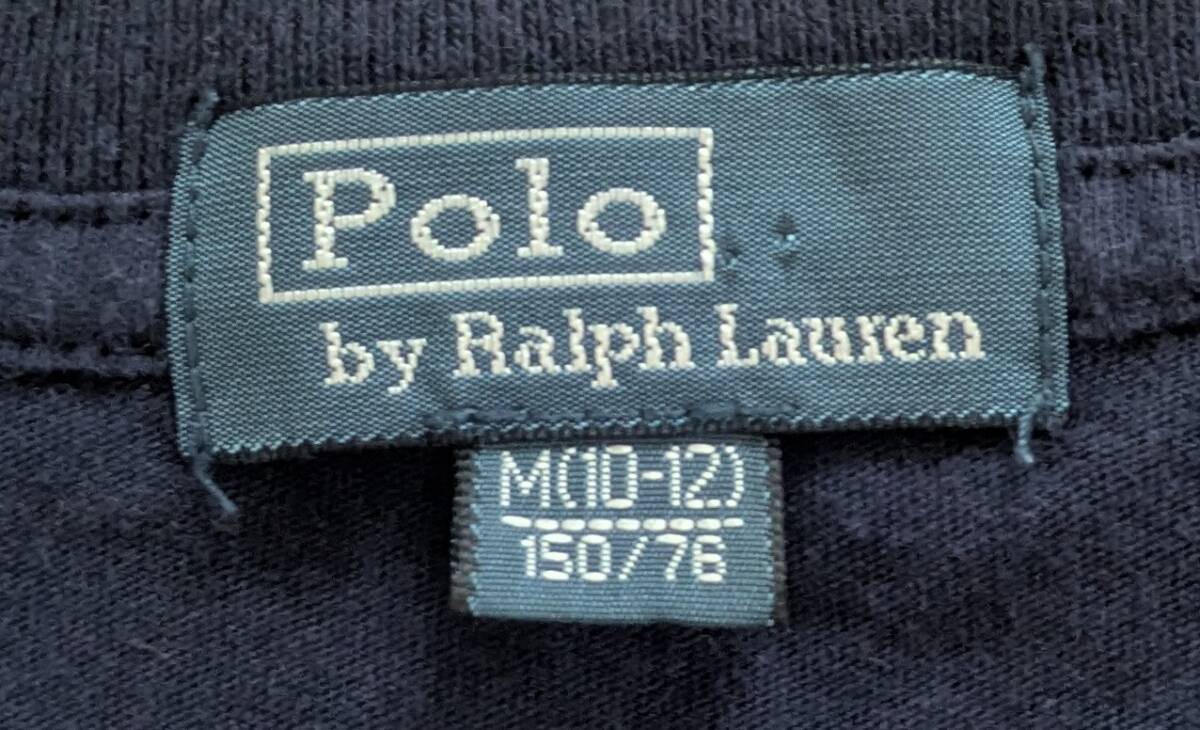 Polo
by Ralph Lauren
M(10-12)
150/76